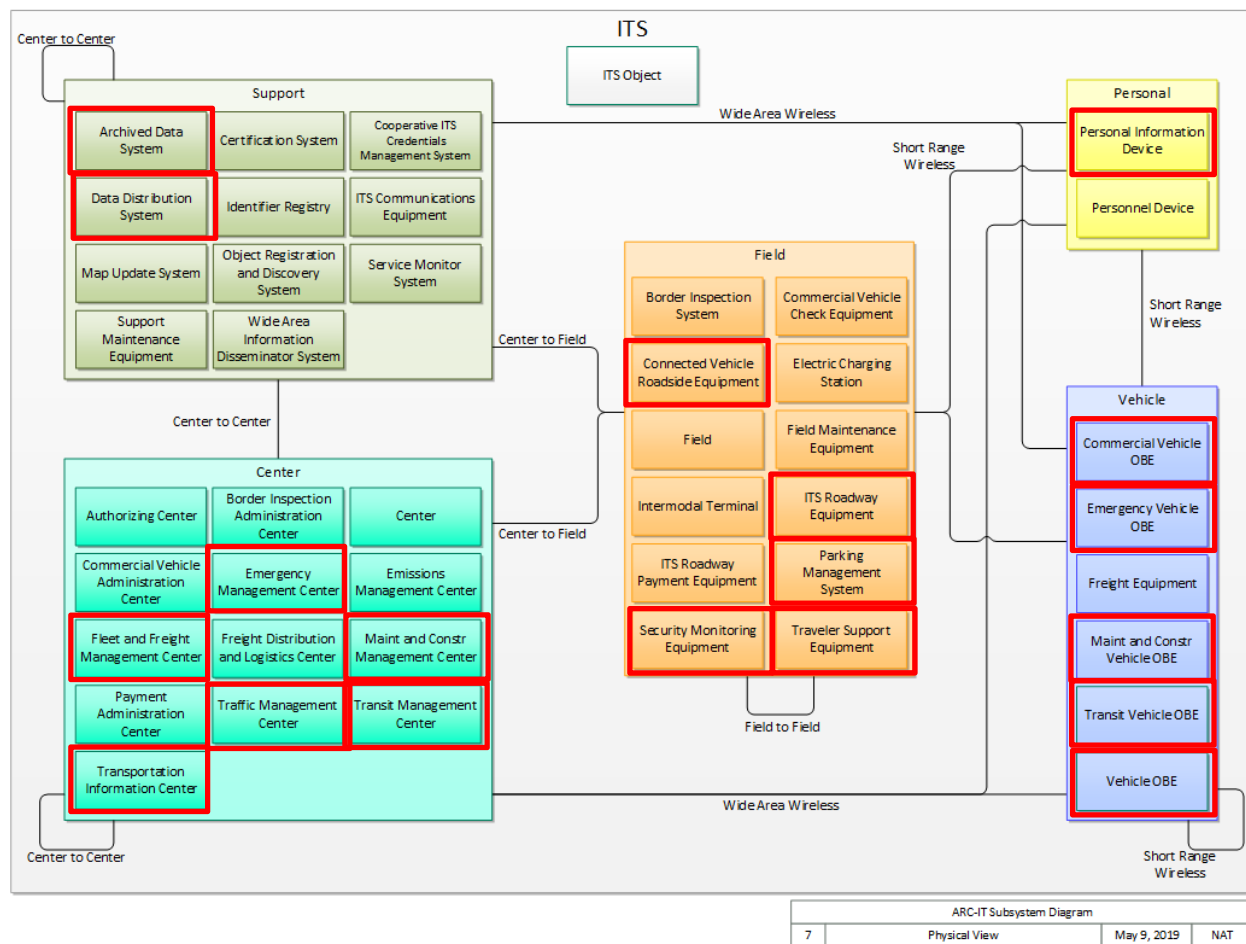 ITS
Center to Center
ITS Object
Support
Archived Data
System
Certification System
Cooperative ITS
Credentials
Management System
Data Distribution
System
Identifier Registry
ITS Communications
Equipment
Map Update System
Object Registration
and Discovery
System
Service Monitor
System
Support
Maintenance
Equipment
Wide Area
Information
Disseminator System
Wide Area Wireless
Short Range
Wireless
Personal
Personal Information
Device
Personnel Device
Center to Field
Center to Center
Field
Border Inspection
System
Commercial Vehicle
Check Equipment
Connected Vehicle
Roadside Equipment
Electric Charging
Station
Field
Field Maintenance
Equipment
Intermodal Terminal
ITS Roadway
Equipment
ITS Roadway
Payment Equipment
Parking
Management
System
Security Monitoring
Equipment
Traveler Support
Equipment
Field to Field
Short Range
Wireless
Center
Authorizing Center
Border Inspection
Administration
Center
Center
Commercial Vehicle
Administration
Center
Emergency
Management Center
Emissions
Management Center
Fleet and Freight
Management Center
Freight Distribution
and Logistics Center
Maint and Constr
Management Center
Payment
Administration
Center
Traffic Management
Center
Transit Management
Center
Transportation
Information Center
Center to Field
Center to Center
Wide Area Wireless
Vehicle
Commercial Vehicle
OBE
Emergency Vehicle
OBE
Freight Equipment
Maint and Constr
Vehicle OBE
Transit Vehicle OBE
Vehicle OBE
Short Range
Wireless
ARC-IT Subsystem Diagram
7 Physical View May 9, 2019 NAT